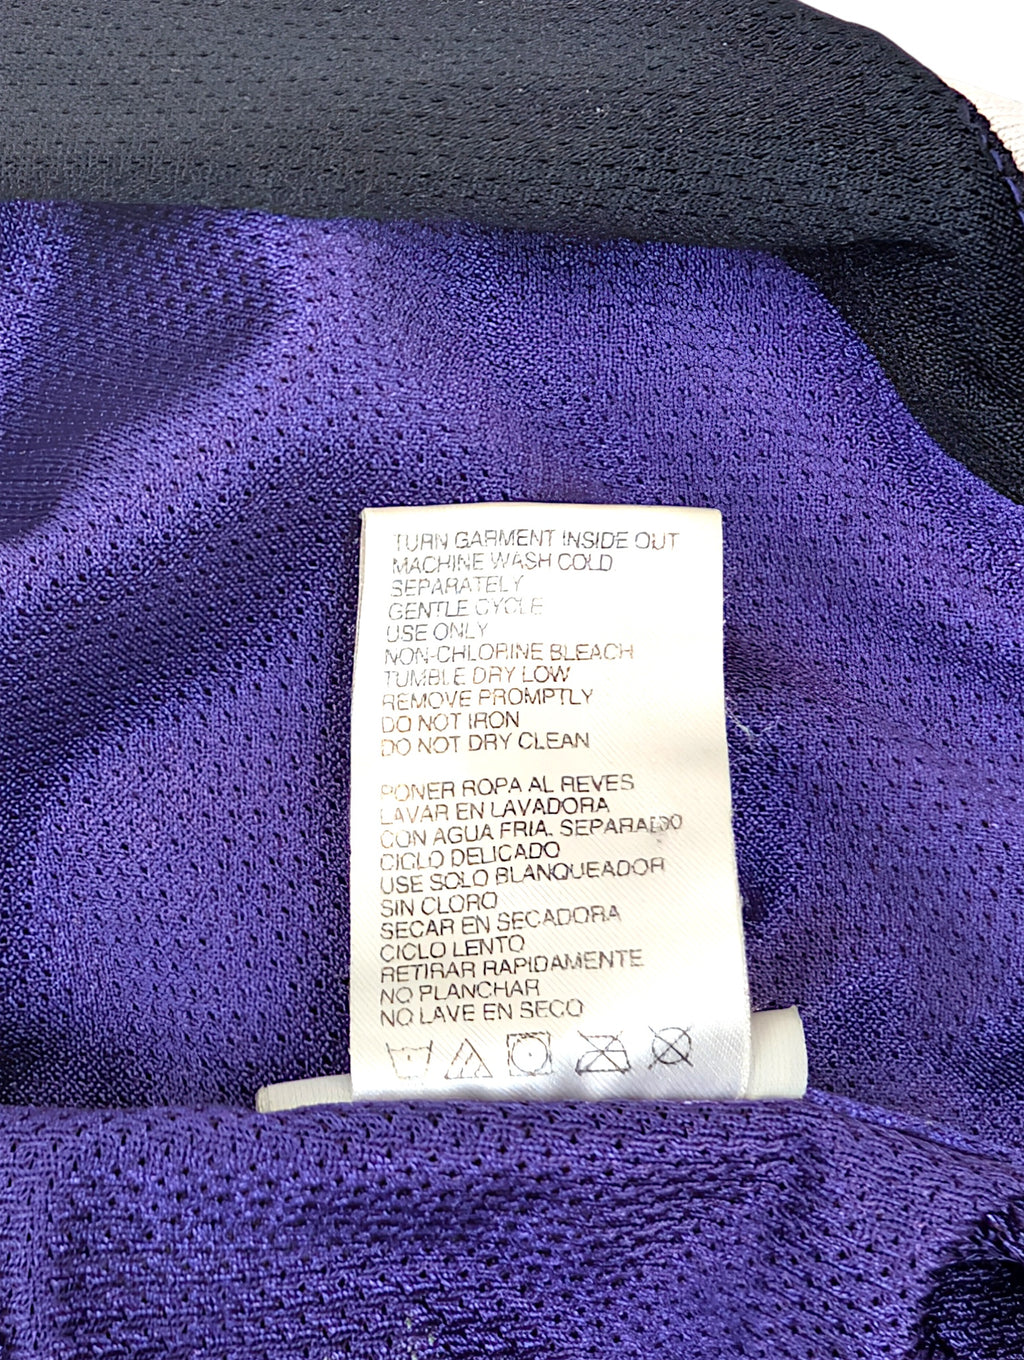 TURN GARMENT INSIDE OUT
MACHINE WASH COLD
SEPARATELY
GENTLE CYCLE
USE ONLY
NON-CHLORINE BLEACH
TUMBLE DRY LOW
REMOVE PROMPTLY
DO NOT IRON
DO NOT DRY CLEAN
PONER ROPA AL REVES
LAVAR EN LAVADORA
CON AGUA FRIA. SEPARADO
CICLO DELICADO
USE SOLO BLANQUEADOR
SIN CLORO
SECAR EN SECADORA
CICLO LENTO
RETIRAR RAPIDAMENTE
NO PLANCHAR
NO LAVE EN SECO